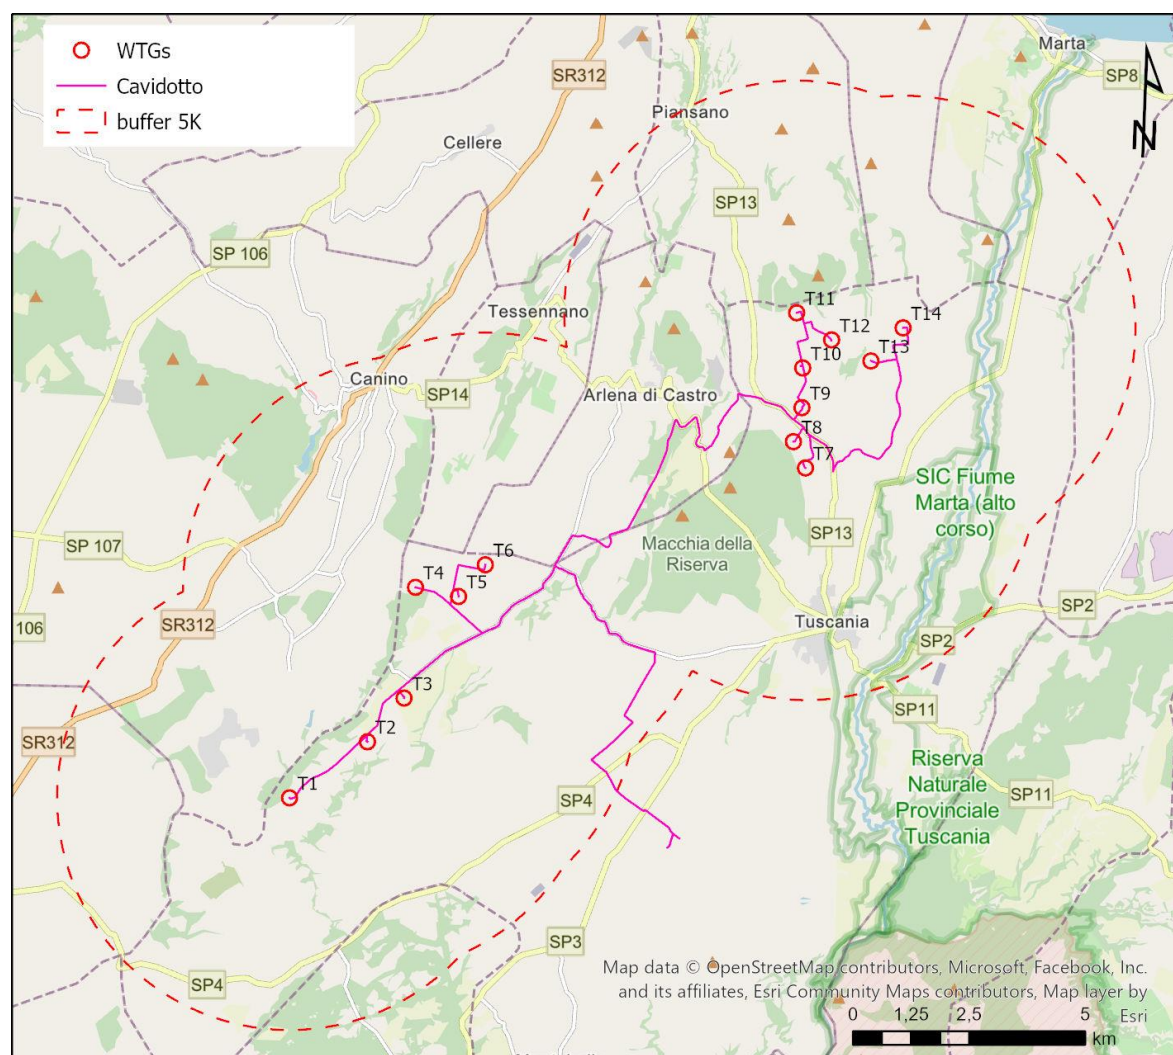 WTGs
Cavidotto
buffer 5K
Marta
SP8
N
SR312
Piansano
Cellere
SP13
SP 106
Tessennano
T11
T12
T14
T10
T13
Canino
SP14
Arlena di Castro
T9
T8
T7
SIC Fiume
Marta (alto
corso)
SP 107
SP13
Macchia della
Riserva
T6
T4
T5
106
SR312
Tuscania
SP2
SP2
T3
SP11
SR312
T2
Riserva
Naturale
Provinciale
Tuscania
T1
SP4
SP11
SP3
SP4
Map data © OpenStreetMap contributors, Microsoft, Facebook, Inc.
and its affiliates, Esri Community Maps contributors, Map layer by
Esri
0 1,25 2,5 5
km